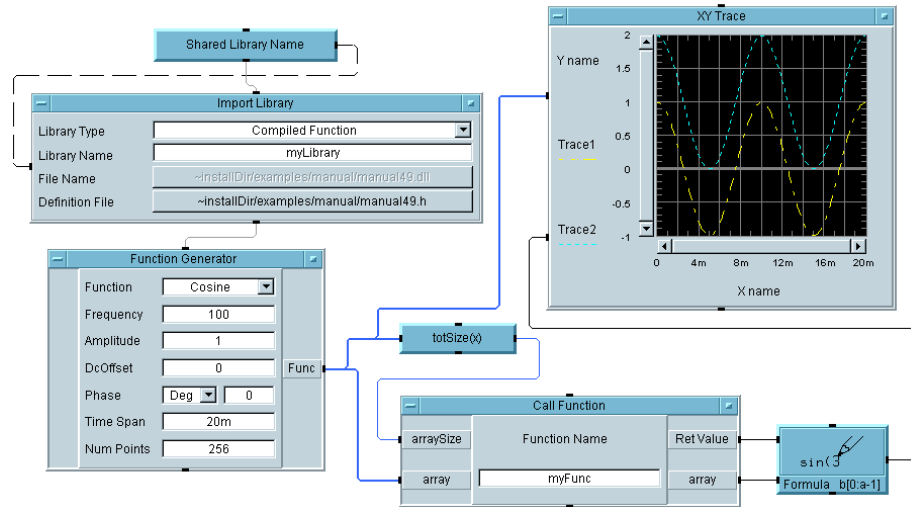 Shared Library Name
Import Library
Library Type Compiled Function
Library Name myLibrary
File Name ~installDir/examples/manual/manual49.dll
Definition File ~installDir/examples/manual/manual49.h
Function Generator
Function Cosine
Frequency 100
Amplitude 1
DcOffset 0
Phase Deg 0
Time Span 20m
Num Points 256
Func
totSize(x)
XY Trace
Y name
Trace1
Trace2
2
1.5
1
0.5
0
-0.5
-1
0 4m 8m 12m 16m 20m
X name
Call Function
arraySize Function Name Ret Value
array myFunc array
sin(3
Formula b[0:a-1]